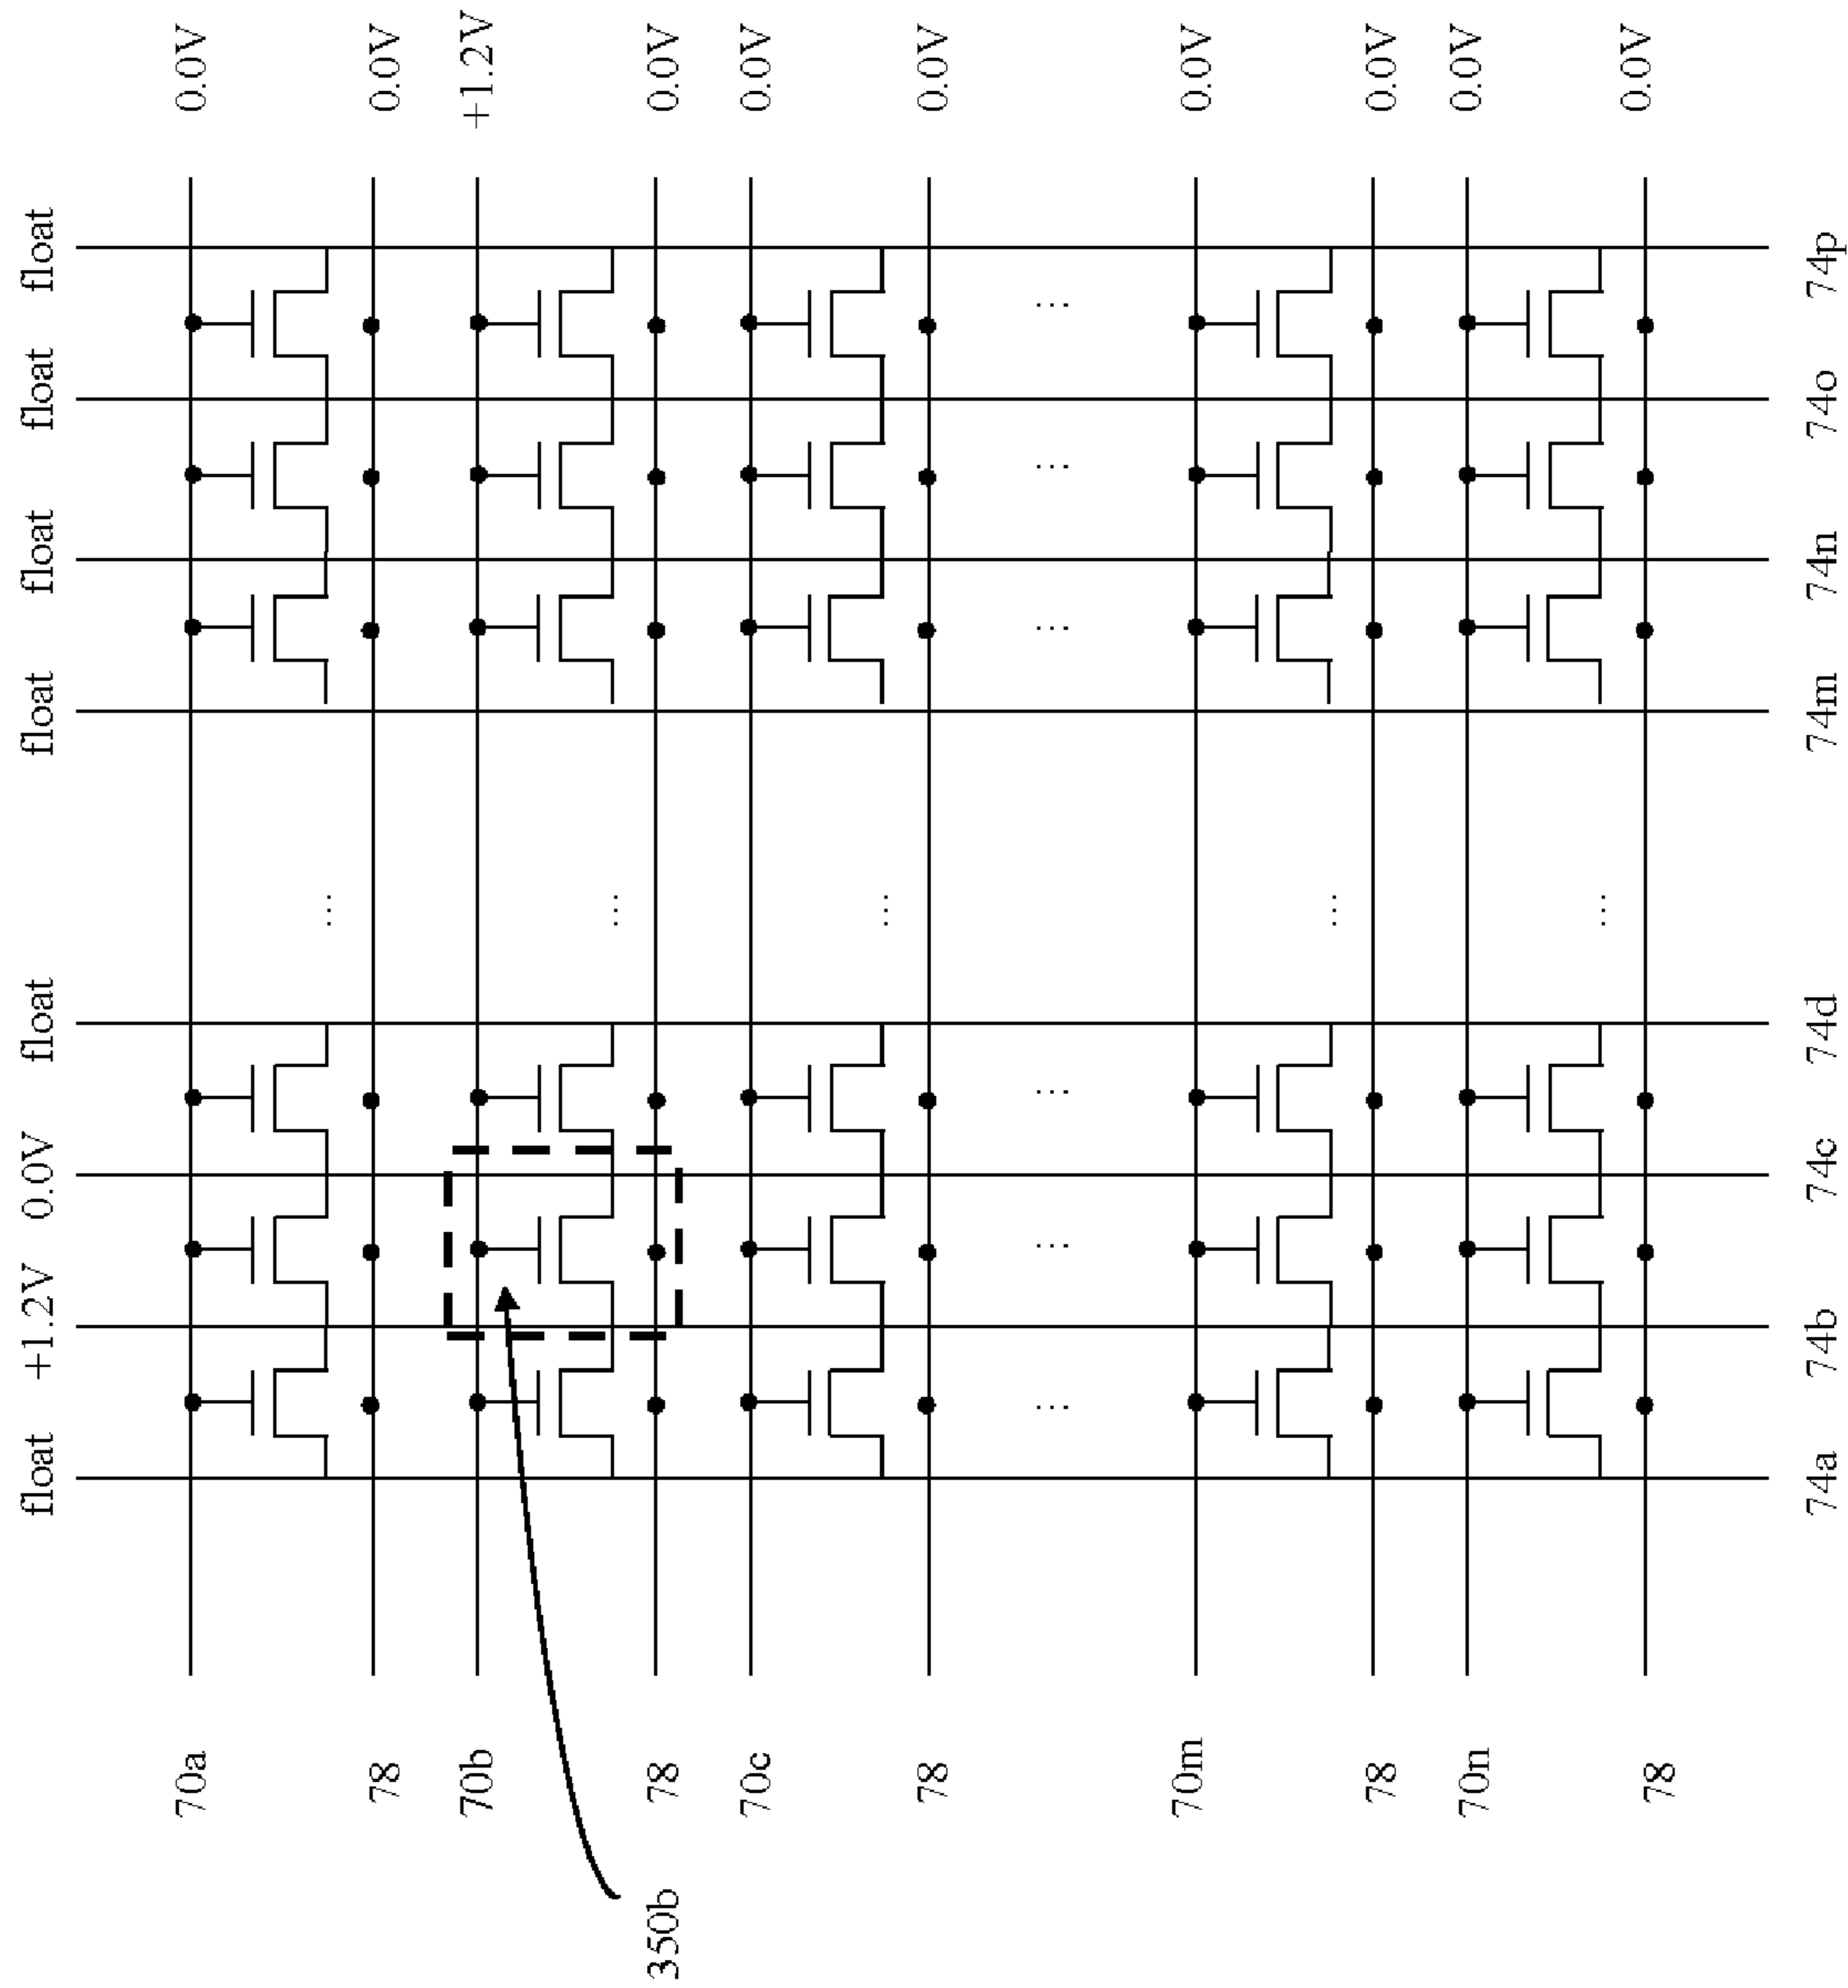 float +1.2V 0.0V float float float float float
70a 0.0V
78 0.0V
70b +1.2V
350b 78 0.0V
70c 0.0V
78 0.0V
70m 0.0V
78 0.0V
70n 0.0V
78 0.0V
74a 74b 74c 74d 74m 74n 74o 74p